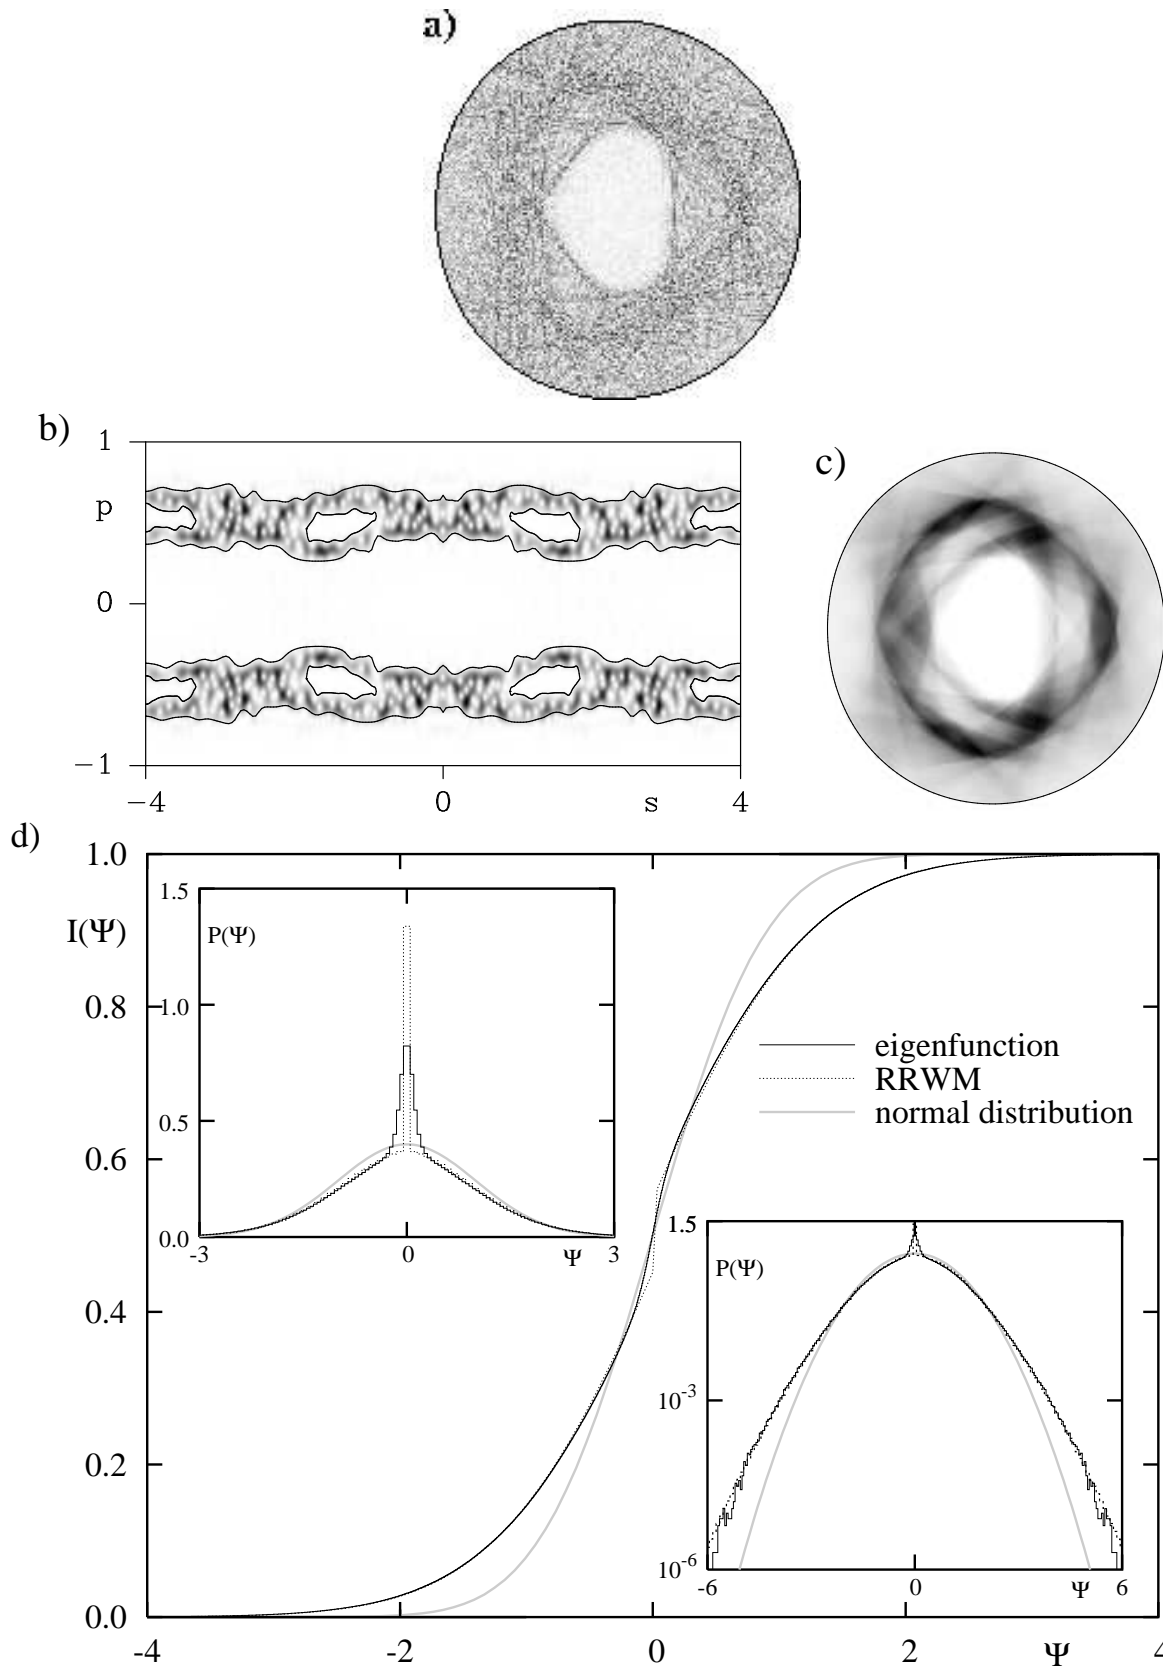 a)
b)
1
p
0
−1
−4
0
s
4
c)
d)
1.0
I(Ψ)
0.8
0.6
0.4
0.2
0.0
-4
-2
0
2
Ψ
4
1.5
P(Ψ)
1.0
0.5
0.0
-3
0
Ψ
3
eigenfunction
RRWM
normal distribution
1.5
P(Ψ)
10-3
10-6
-6
0
Ψ
6